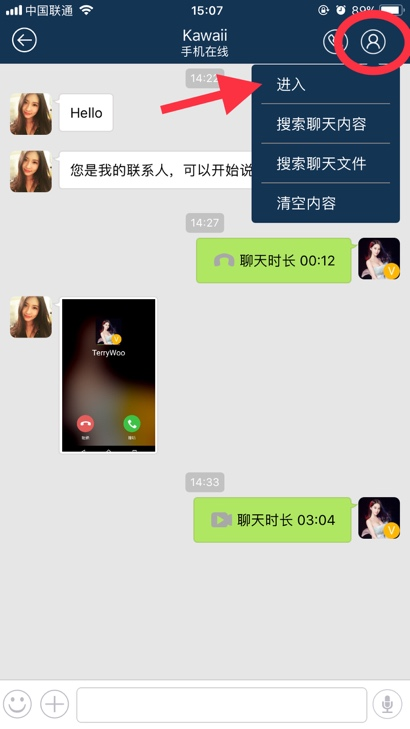 中国联通
15:07
89%
Kawaii
手机在线
14:22
进入
Hello
搜索聊天内容
搜索聊天文件
您是我的联系人，可以开始说
清空内容
14:27
聊天时长 00:12
V
TerryWoo
14:33
聊天时长 03:04
V